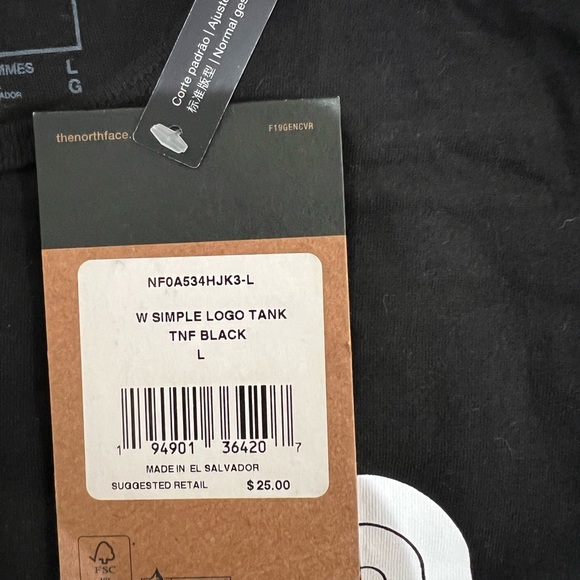 MMES L
G
ADOR
Corte padrão | Ajuste
标准版型 | Normal ges
thenorthface.
F19GENCVR
NF0A534HJK3-L
W SIMPLE LOGO TANK
TNF BLACK
L
1 94901 36420 7
MADE IN EL SALVADOR
SUGGESTED RETAIL $25.00
FSC